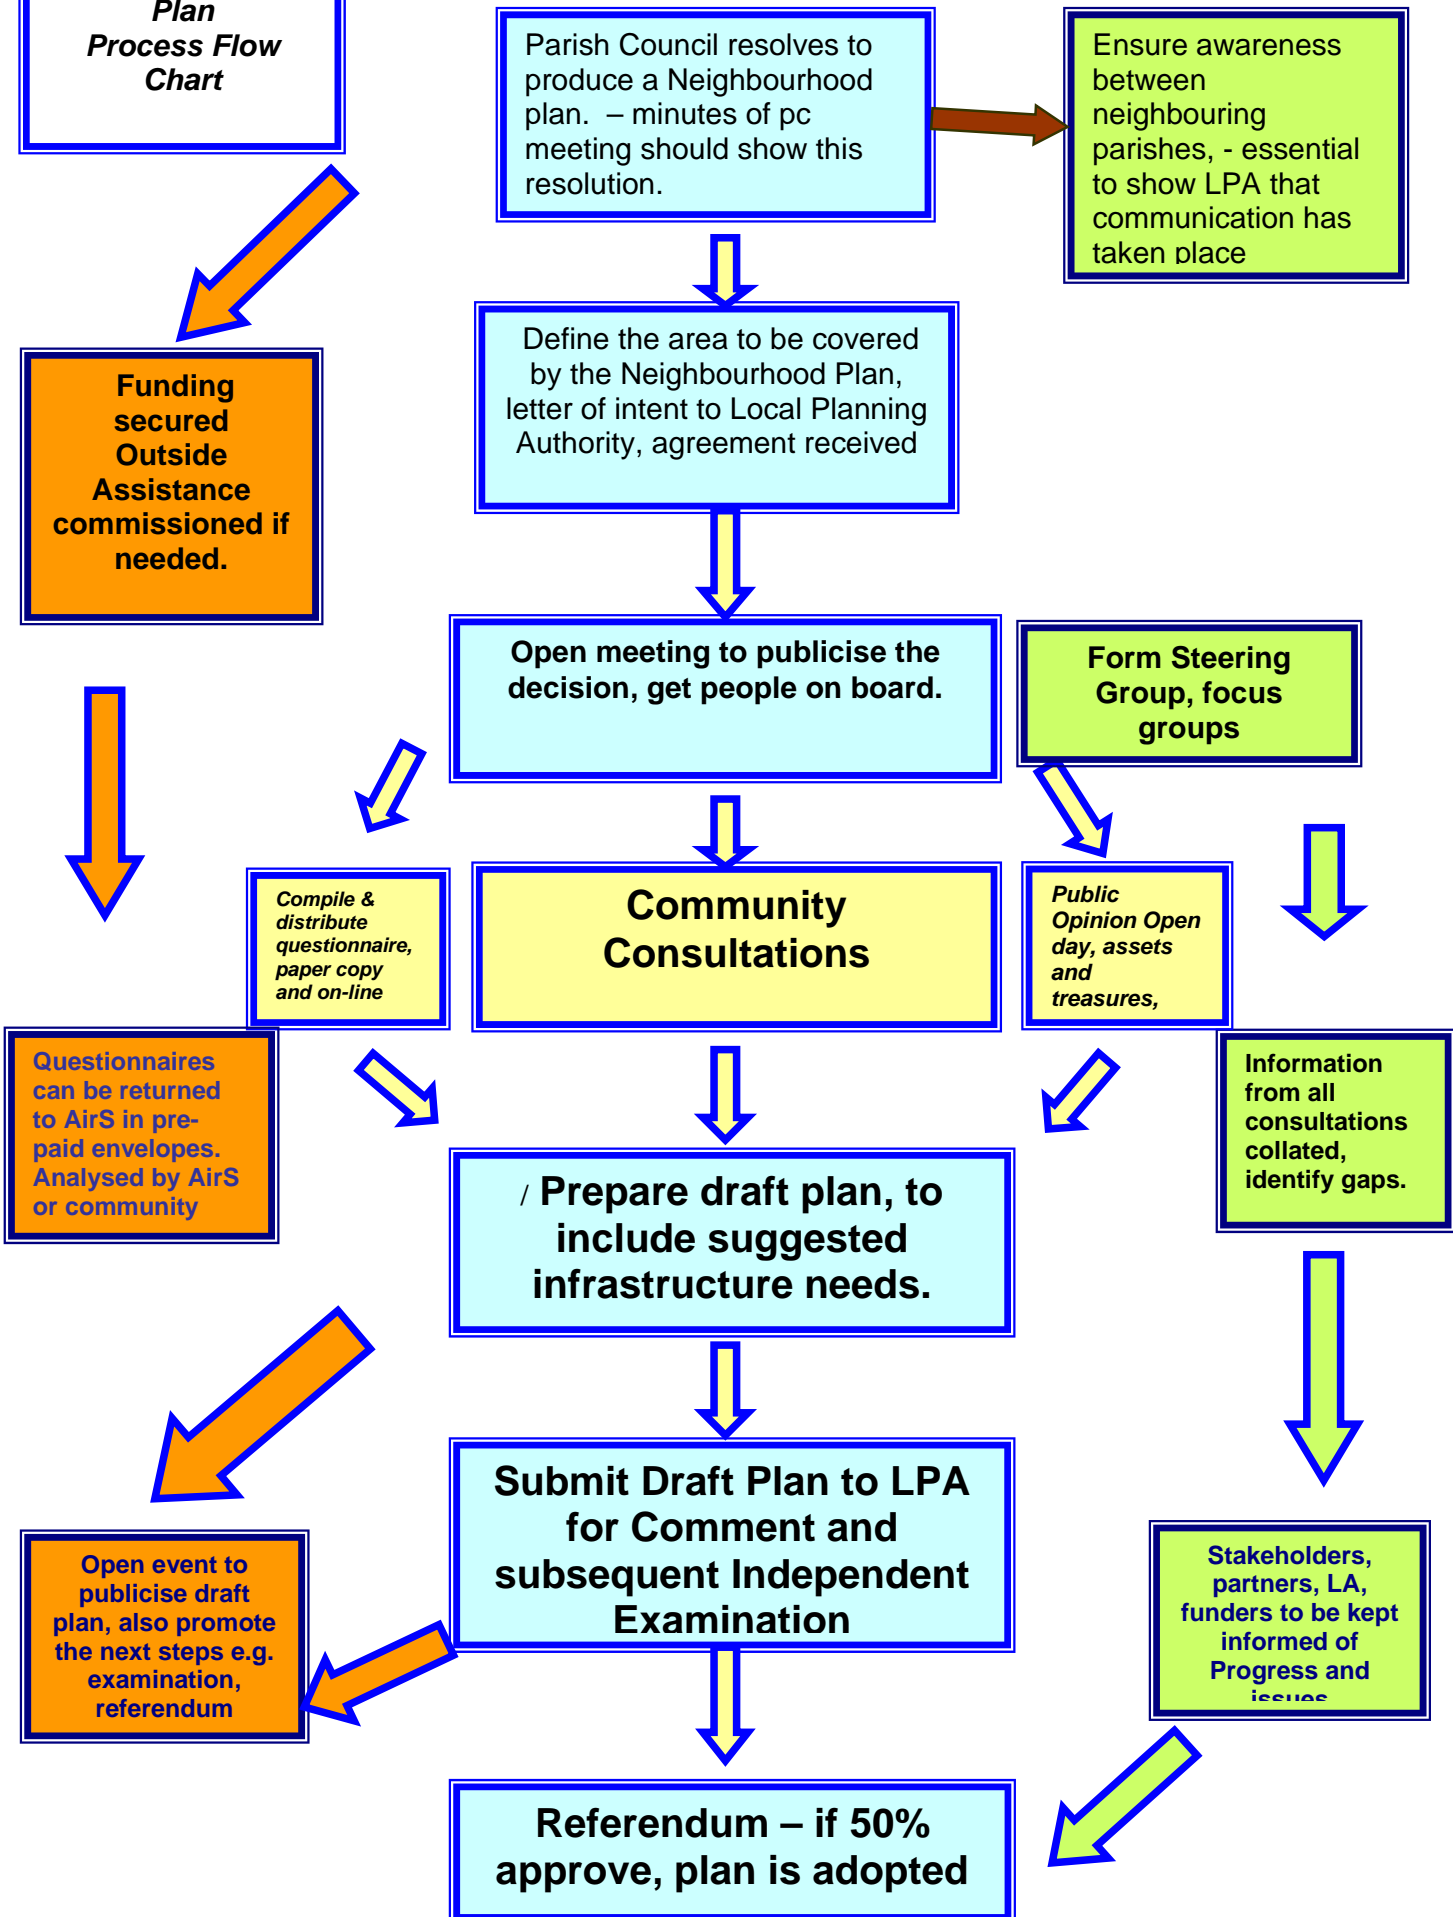 Plan
Process Flow
Chart
Parish Council resolves to
produce a Neighbourhood
plan.  – minutes of pc
meeting should show this
resolution.
Ensure awareness
between
neighbouring
parishes, - essential
to show LPA that
communication has
taken place
Define the area to be covered
by the Neighbourhood Plan,
letter of intent to Local Planning
Authority, agreement received
Funding
secured
Outside
Assistance
commissioned if
needed.
Open meeting to publicise the
decision, get people on board.
Form Steering
Group, focus
groups
Compile &
distribute
questionnaire,
paper copy
and on-line
Community
Consultations
Public
Opinion Open
day, assets
and
treasures,
Questionnaires
can be returned
to AirS in pre-
paid envelopes.
Analysed by AirS
or community
Information
from all
consultations
collated,
identify gaps.
/ Prepare draft plan, to
include suggested
infrastructure needs.
Submit Draft Plan to LPA
for Comment and
subsequent Independent
Examination
Open event to
publicise draft
plan, also promote
the next steps e.g.
examination,
referendum
Stakeholders,
partners, LA,
funders to be kept
informed of
Progress and
issues
Referendum – if 50%
approve, plan is adopted